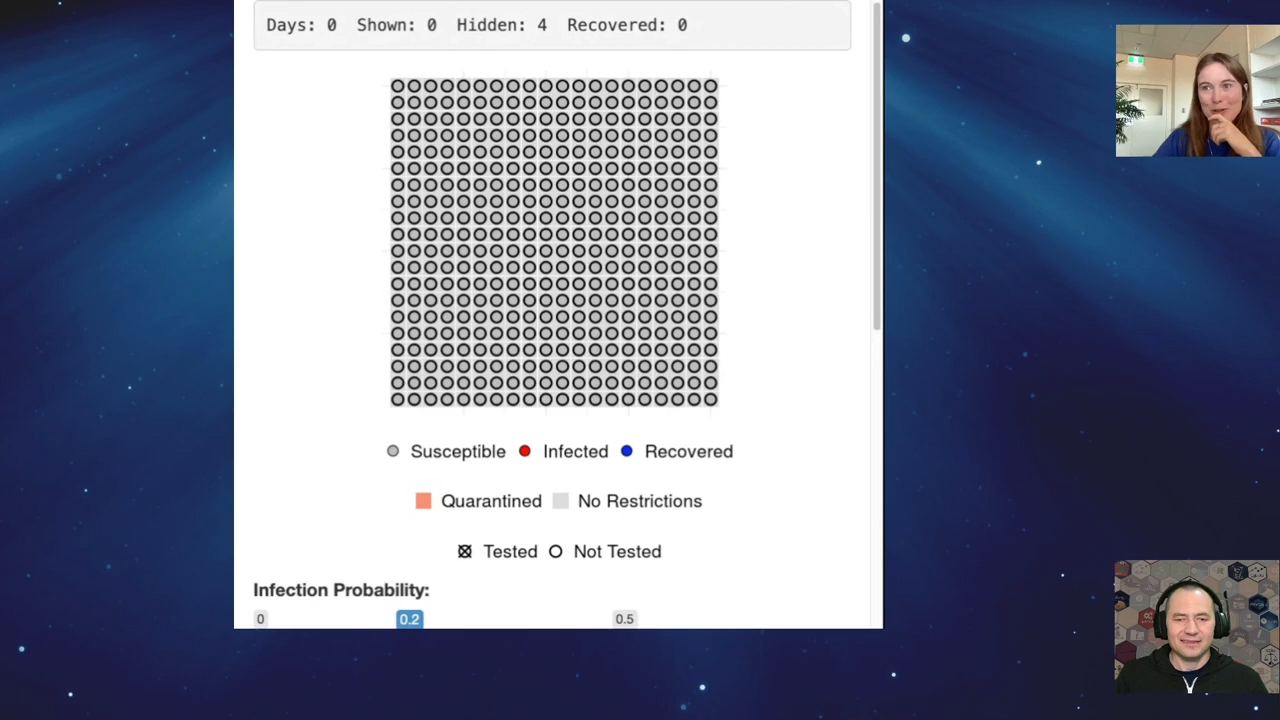 Days: 0  Shown: 0  Hidden: 4  Recovered: 0
Susceptible Infected Recovered
Quarantined No Restrictions
Tested Not Tested
Infection Probability:
0 0.2 0.5